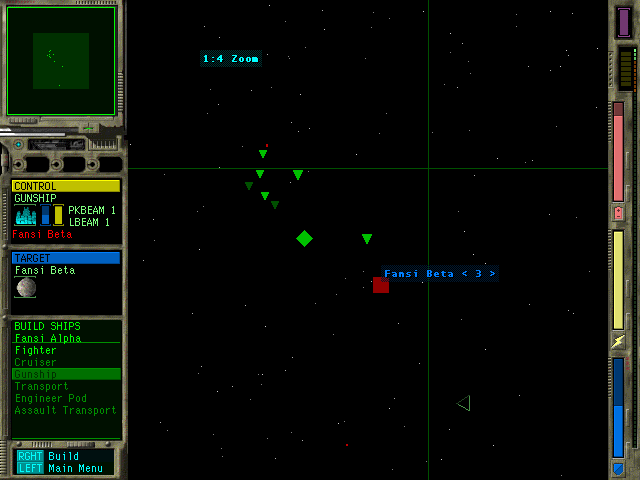 1:4 Zoom
CONTROL
GUNSHIP
PKBEAM 1
LBEAM 1
Fansi Beta
TARGET
Fansi Beta
Fansi Beta < 3 >
BUILD SHIPS
Fansi Alpha
Fighter
Cruiser
Gunship
Transport
Engineer Pod
Assault Transport
RGHT Build
LEFT Main Menu